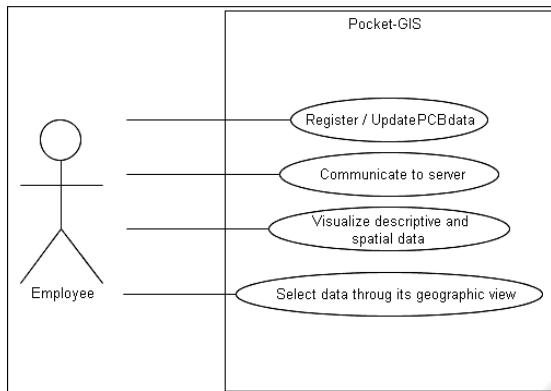 Pocket-GIS
Register / UpdatePCBdata
Communicate to server
Visualize descriptive and
spatial data
Select data throug its geographic view
Employee